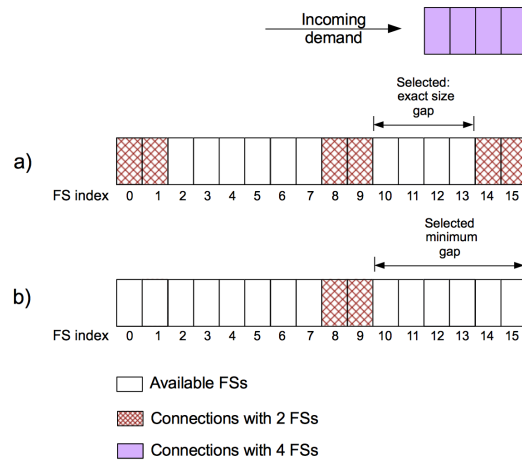 Incoming
demand
Selected:
exact size
gap
a)
FS index 0 1 2 3 4 5 6 7 8 9 10 11 12 13 14 15
Selected
minimum
gap
b)
FS index 0 1 2 3 4 5 6 7 8 9 10 11 12 13 14 15
Available FSs
Connections with 2 FSs
Connections with 4 FSs